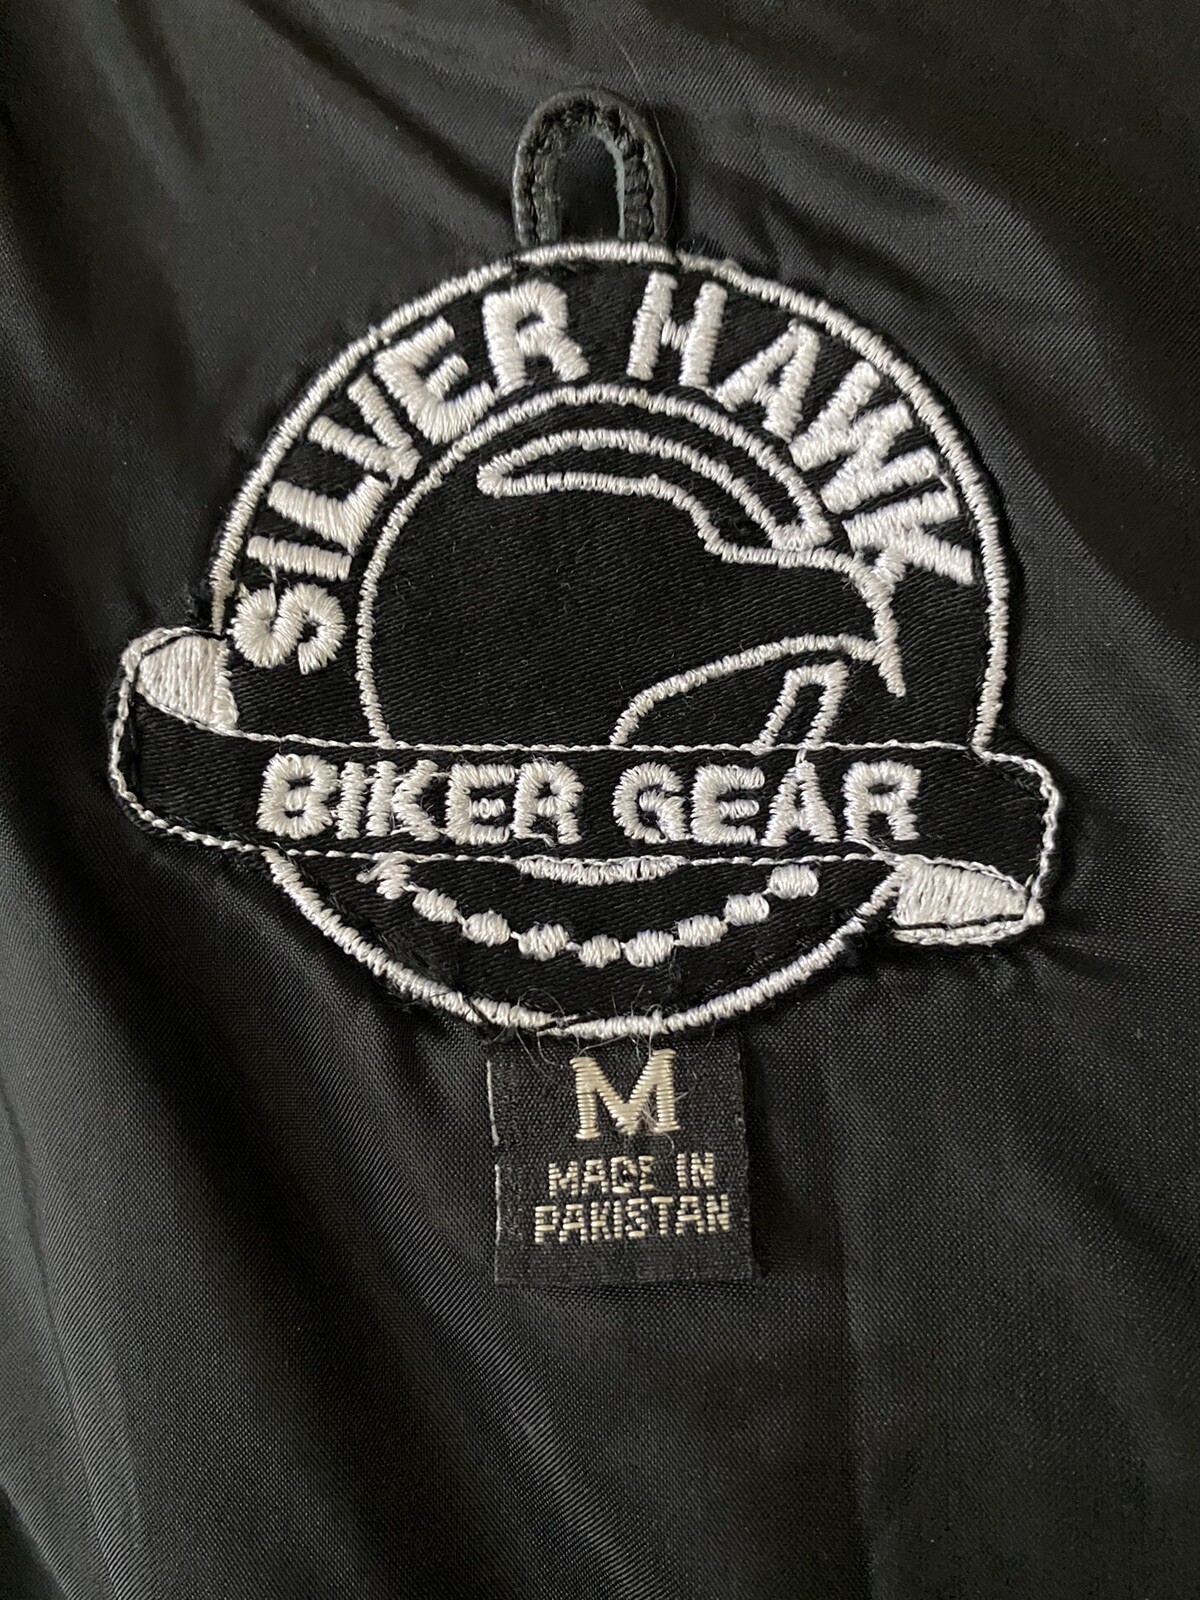 SILVER HAWK
BIKER GEAR
M
MADE IN
PAKISTAN